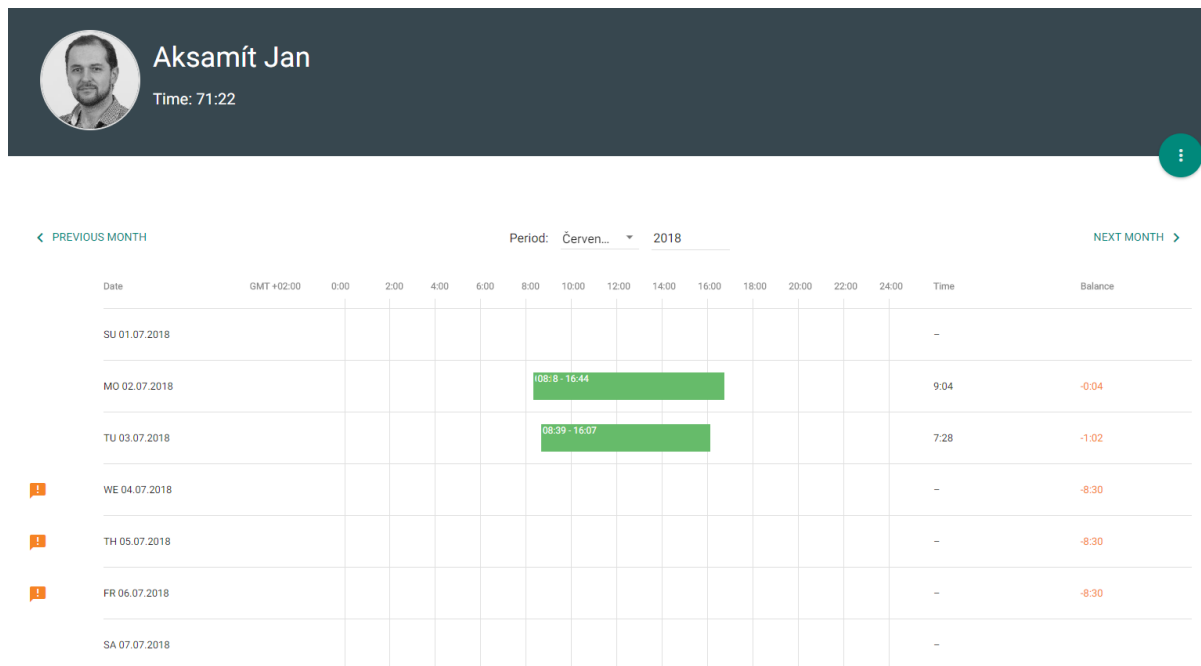 Aksamít Jan
Time: 71:22
PREVIOUS MONTH Period: Červen... 2018 NEXT MONTH
Date GMT +02:00 0:00 2:00 4:00 6:00 8:00 10:00 12:00 14:00 16:00 18:00 20:00 22:00 24:00 Time Balance
SU 01.07.2018 –
MO 02.07.2018 16:44 9:04 -0:04
TU 03.07.2018 08:39 - 16:07 7:28 -1:02
WE 04.07.2018 – -8:30
TH 05.07.2018 – -8:30
FR 06.07.2018 – -8:30
SA 07.07.2018 –